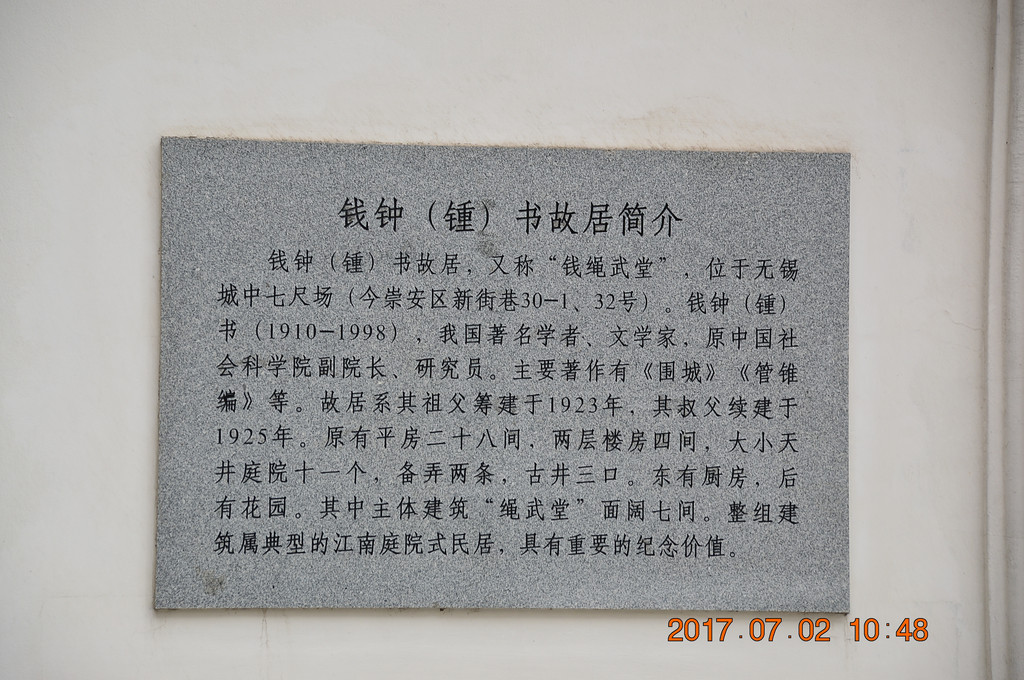 钱钟（锺）书故居简介
钱钟（锺）书故居，又称“钱绳武堂”，位于无锡
城中七尺场（今崇安区新街巷30-1、32号）。钱钟（锺）
书（1910-1998），我国著名学者、文学家，原中国社
会科学院副院长、研究员。主要著作有《围城》《管锥
编》等。故居系其祖父筹建于1923年，其叔父续建于
1925年。原有平房二十八间，两层楼房四间，大小天
井庭院十一个，备弄两条，古井三口。东有厨房，后
有花园。其中主体建筑“绳武堂”面阔七间。整组建
筑属典型的江南庭院式民居，具有重要的纪念价值。
2017.07.02 10:48